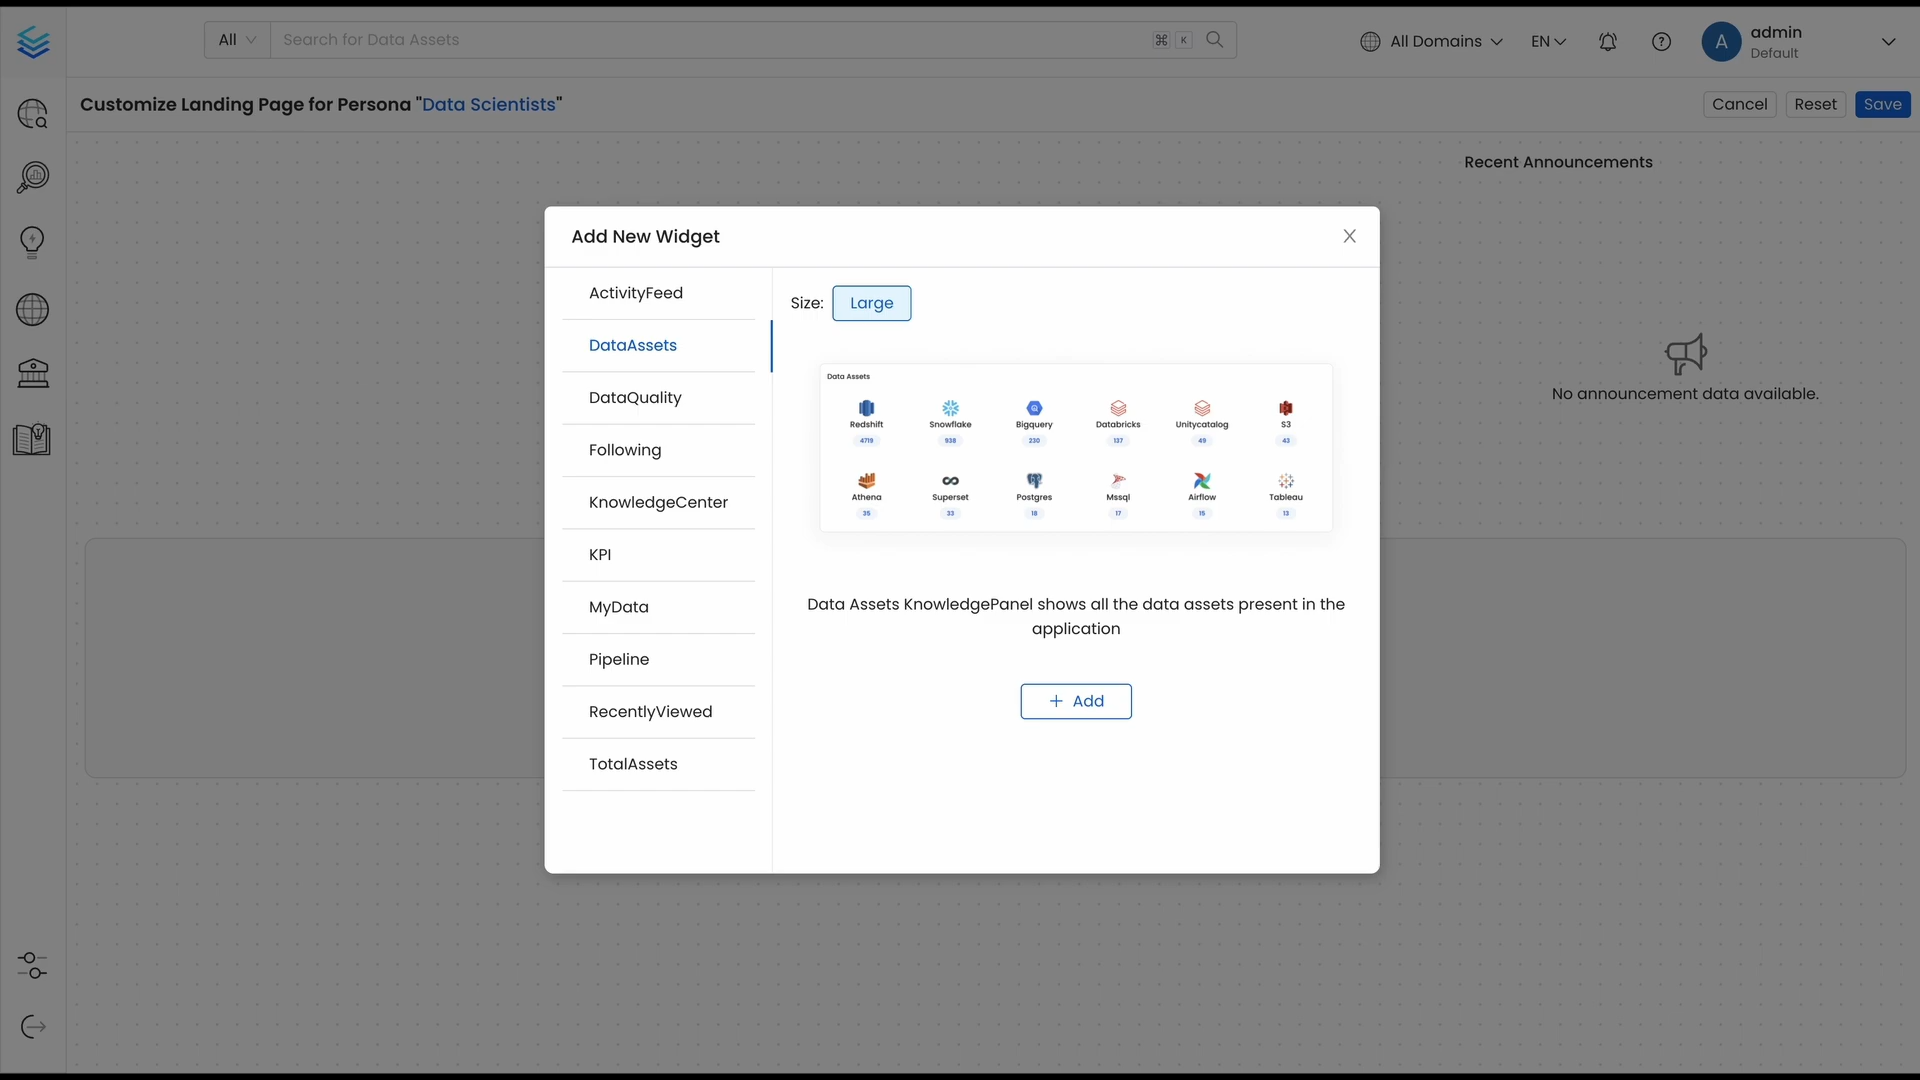 All
Search for Data Assets
⌘ K
All Domains
EN
A
admin
Default
Customize Landing Page for Persona "Data Scientists"
Cancel
Reset
Save
Recent Announcements
No announcement data available.
Add New Widget
ActivityFeed
DataAssets
DataQuality
Following
KnowledgeCenter
KPI
MyData
Pipeline
RecentlyViewed
TotalAssets
Size: Large
Data Assets
Redshift Snowflake Bigquery Databricks Unitycatalog S3
4719 938 230 137 49 43
Athena Superset Postgres Mssql Airflow Tableau
35 33 18 17 15 13
Data Assets KnowledgePanel shows all the data assets present in the
application
+ Add